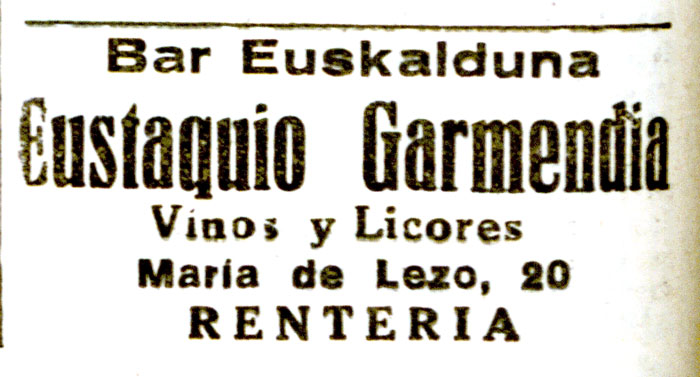 Bar Euskalduna
Eustaquio Garmendia
Vinos y Licores
María de Lezo, 20
RENTERIA